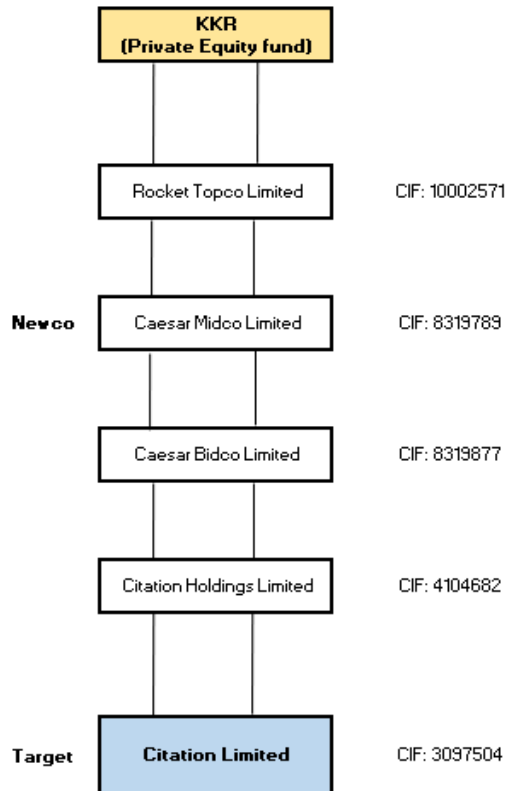 KKR
(Private Equity fund)
Rocket Topco Limited CIF: 10002571
Newco Caesar Midco Limited CIF: 8319789
Caesar Bidco Limited CIF: 8319877
Citation Holdings Limited CIF: 4104682
Target Citation Limited CIF: 3097504